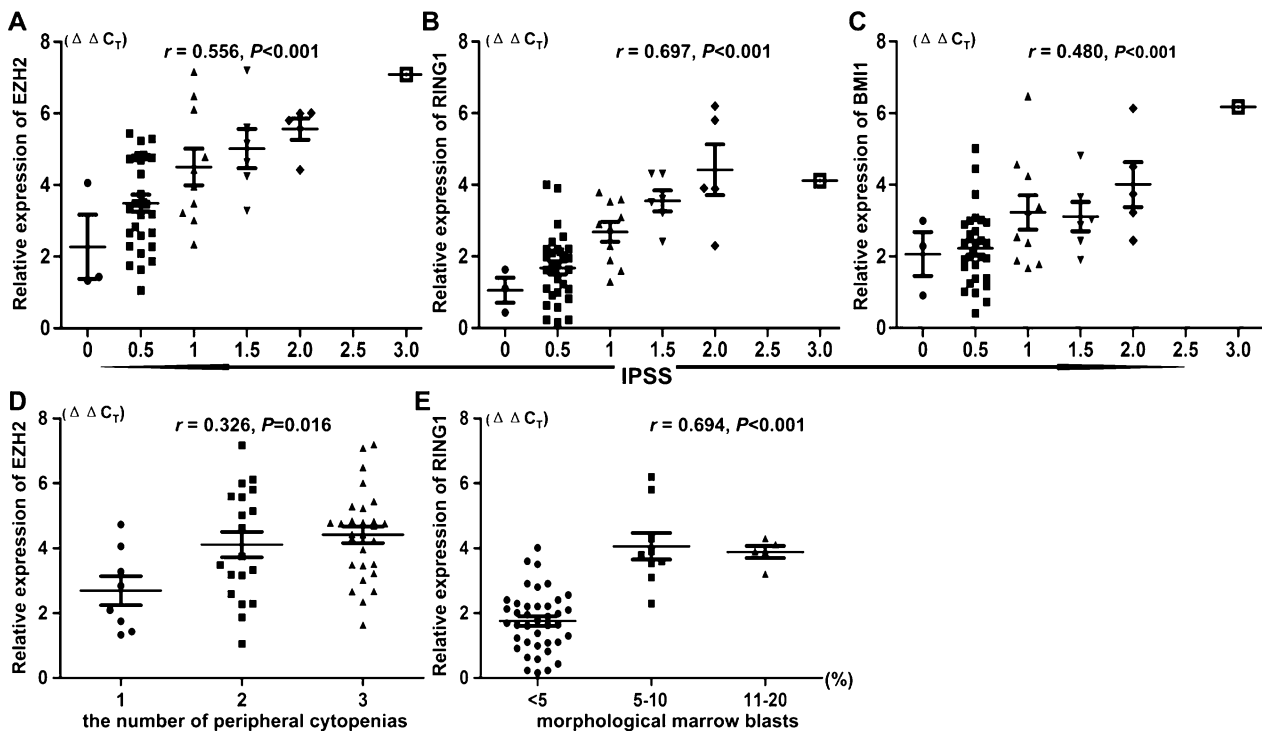 A
(Δ Δ C_T)
r = 0.556, P<0.001
Relative expression of EZH2
8
6
4
2
0
0 0.5 1 1.5 2.0 2.5 3.0
B
(Δ Δ C_T)
r = 0.697, P<0.001
Relative expression of RING1
8
6
4
2
0
0 0.5 1 1.5 2.0 2.5 3.0
C
(Δ Δ C_T)
r = 0.480, P<0.001
Relative expression of BMI1
8
6
4
2
0
0 0.5 1 1.5 2.0 2.5 3.0
IPSS
D
(Δ Δ C_T)
r = 0.326, P=0.016
Relative expression of EZH2
8
6
4
2
0
1 2 3
the number of peripheral cytopenias
E
(Δ Δ C_T)
r = 0.694, P<0.001
Relative expression of RING1
8
6
4
2
0
<5 5-10 11-20 (%)
morphological marrow blasts